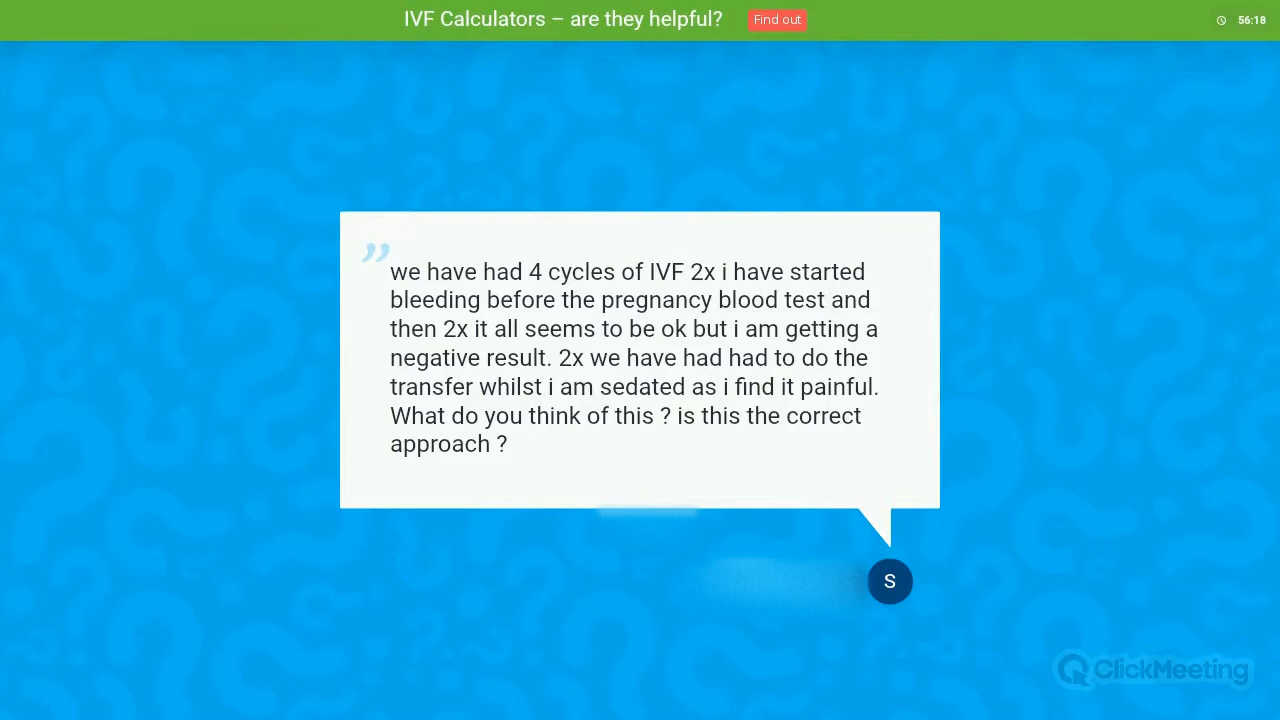 IVF Calculators – are they helpful?
Find out
56:18
”
we have had 4 cycles of IVF 2x i have started
bleeding before the pregnancy blood test and
then 2x it all seems to be ok but i am getting a
negative result. 2x we have had had to do the
transfer whilst i am sedated as i find it painful.
What do you think of this ? is this the correct
approach ?
S
ClickMeeting